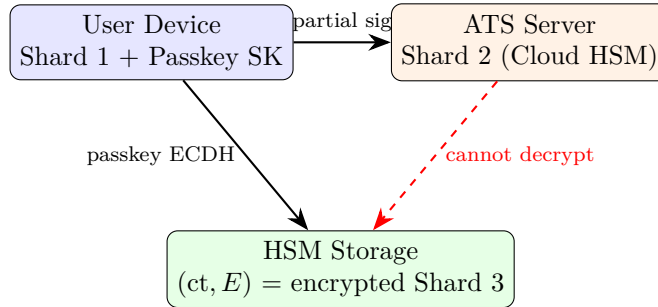 User Device
Shard 1 + Passkey SK
partial sig
ATS Server
Shard 2 (Cloud HSM)
passkey ECDH
cannot decrypt
HSM Storage
(ct, E) = encrypted Shard 3